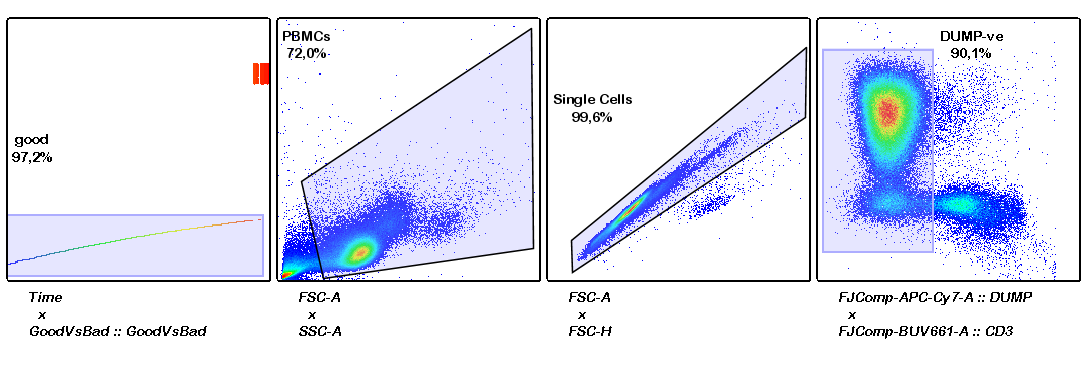 good
97,2%
Time
x
GoodVsBad :: GoodVsBad
PBMCs
72,0%
FSC-A
x
SSC-A
Single Cells
99,6%
FSC-A
x
FSC-H
DUMP-ve
90,1%
FJComp-APC-Cy7-A :: DUMP
x
FJComp-BUV661-A :: CD3